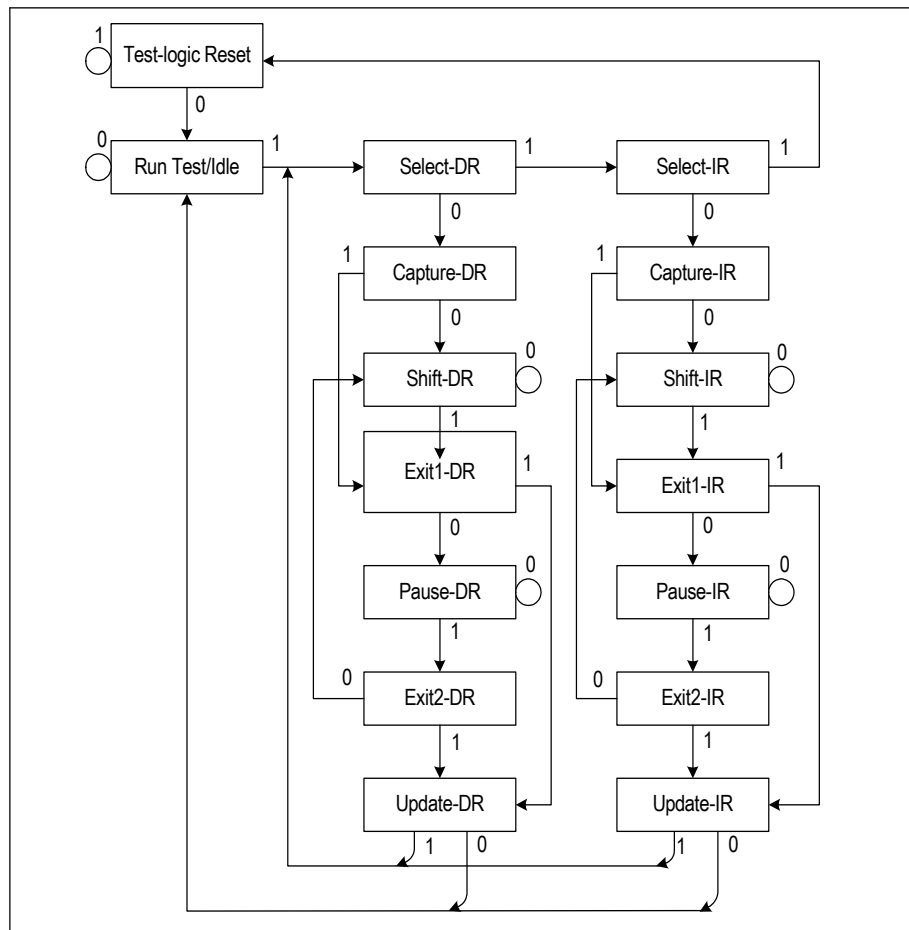 1
Test-logic Reset
0
0
Run Test/Idle
1
Select-DR
1
Select-IR
1
0
0
1
Capture-DR
1
Capture-IR
0
0
Shift-DR
0
Shift-IR
0
1
1
Exit1-DR
1
Exit1-IR
1
0
0
Pause-DR
0
Pause-IR
0
1
1
0
Exit2-DR
0
Exit2-IR
1
1
Update-DR
Update-IR
1
0
1
0